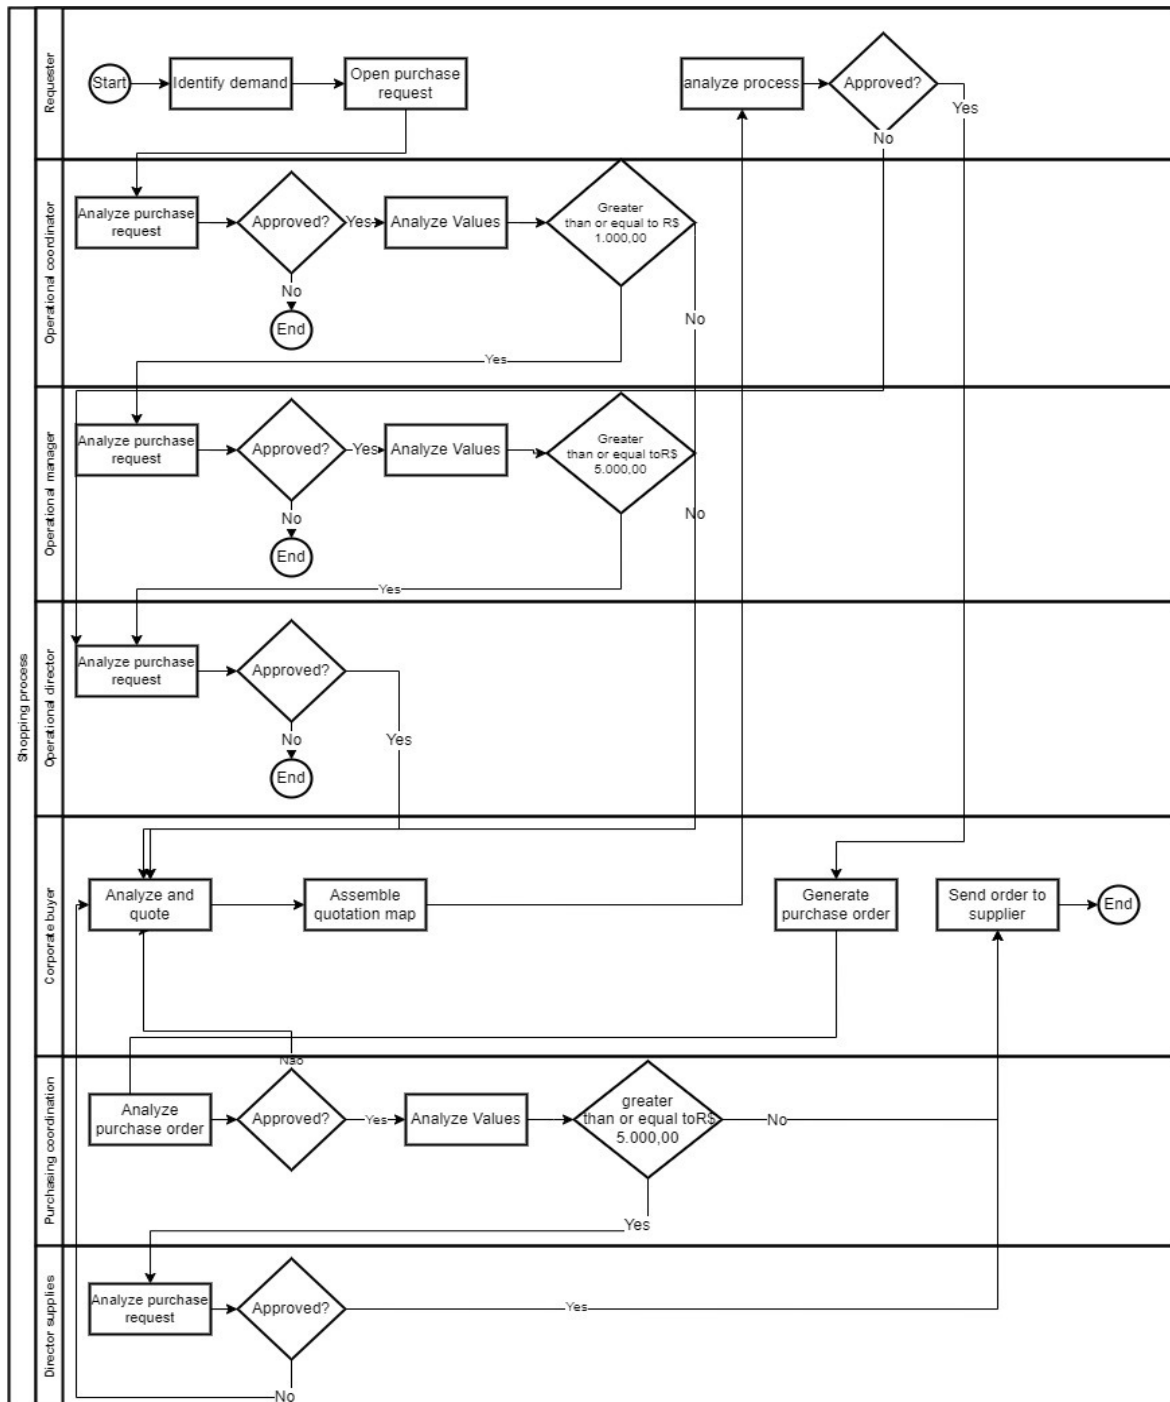 Shopping process
Requester
Start
Identify demand
Open purchase
request
analyze process
Approved?
Yes
No
Operational coordinator
Analyze purchase
request
Approved?
Yes
Analyze Values
Greater
than or equal to R$
1.000,00
No
End
No
Yes
Operational manager
Analyze purchase
request
Approved?
Yes
Analyze Values
Greater
than or equal toR$
5.000,00
No
End
No
Yes
Operational director
Analyze purchase
request
Approved?
No
Yes
End
Corporate buyer
Analyze and
quote
Assemble
quotation map
Generate
purchase order
Send order to
supplier
End
Purchasing coordination
Nao
Analyze
purchase order
Approved?
Yes
Analyze Values
greater
than or equal toR$
5.000,00
No
Yes
Director supplies
Analyze purchase
request
Approved?
Yes
No